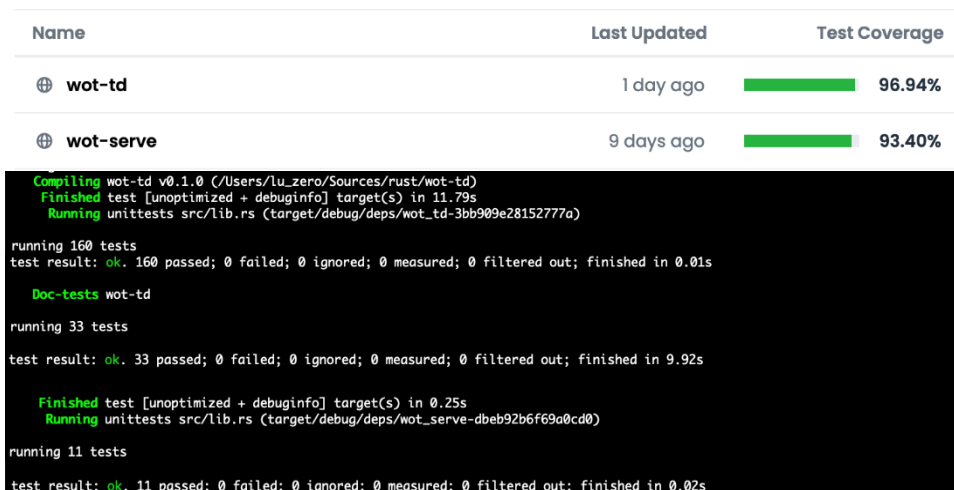 Name Last Updated Test Coverage
wot-td 1 day ago 96.94%
wot-serve 9 days ago 93.40%
Compiling wot-td v0.1.0 (/Users/lu_zero/Sources/rust/wot-td)
Finished test [unoptimized + debuginfo] target(s) in 11.79s
Running unittests src/lib.rs (target/debug/deps/wot_td-3bb909e28152777a)
running 160 tests
test result: ok. 160 passed; 0 failed; 0 ignored; 0 measured; 0 filtered out; finished in 0.01s
Doc-tests wot-td
running 33 tests
test result: ok. 33 passed; 0 failed; 0 ignored; 0 measured; 0 filtered out; finished in 9.92s
Finished test [unoptimized + debuginfo] target(s) in 0.25s
Running unittests src/lib.rs (target/debug/deps/wot_serve-dbeb92b6f69a0cd0)
running 11 tests
test result: ok. 11 passed; 0 failed; 0 ignored; 0 measured; 0 filtered out; finished in 0.02s